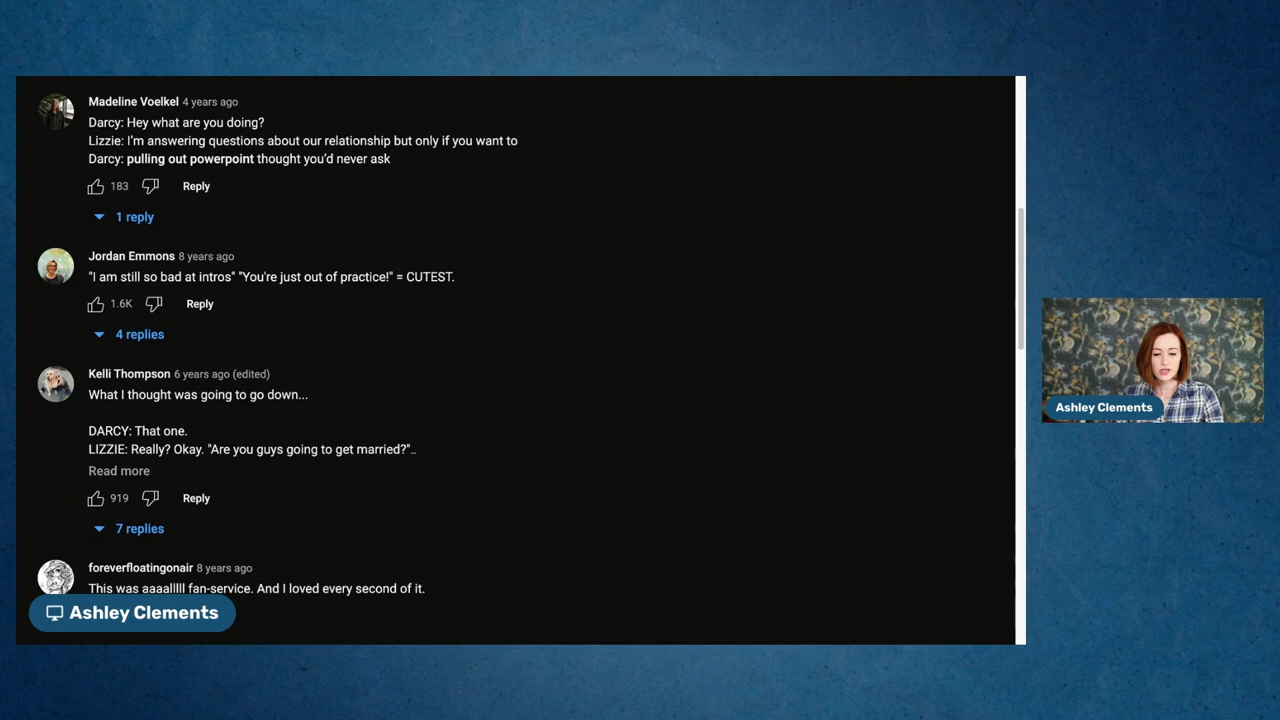 Madeline Voelkel 4 years ago
Darcy: Hey what are you doing?
Lizzie: I'm answering questions about our relationship but only if you want to
Darcy: pulling out powerpoint thought you'd never ask
183 Reply
1 reply
Jordan Emmons 8 years ago
"I am still so bad at intros" "You're just out of practice!" = CUTEST.
1.6K Reply
4 replies
Kelli Thompson 6 years ago (edited)
What I thought was going to go down...
DARCY: That one.
LIZZIE: Really? Okay. "Are you guys going to get married?"...
Read more
919 Reply
7 replies
foreverfloatingonair 8 years ago
This was aaaalllll fan-service. And I loved every second of it.
Ashley Clements
Ashley Clements